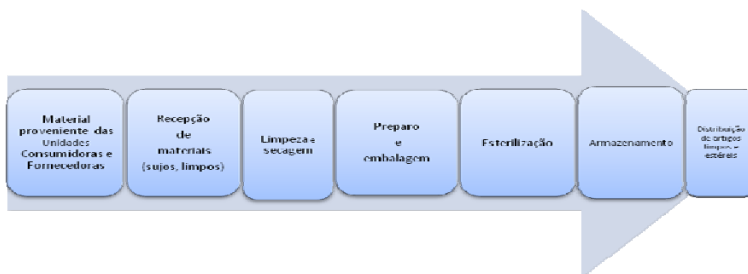 Material
proveniente das
Unidades
Consumidoras e
Fornecedoras
Recepção
de
materiais
(sujos, limpos)
Limpeza e
secagem
Preparo
e
embalagem
Esterilização
Armazenamento
Distribuição
de artigos
limpos e
estéreis